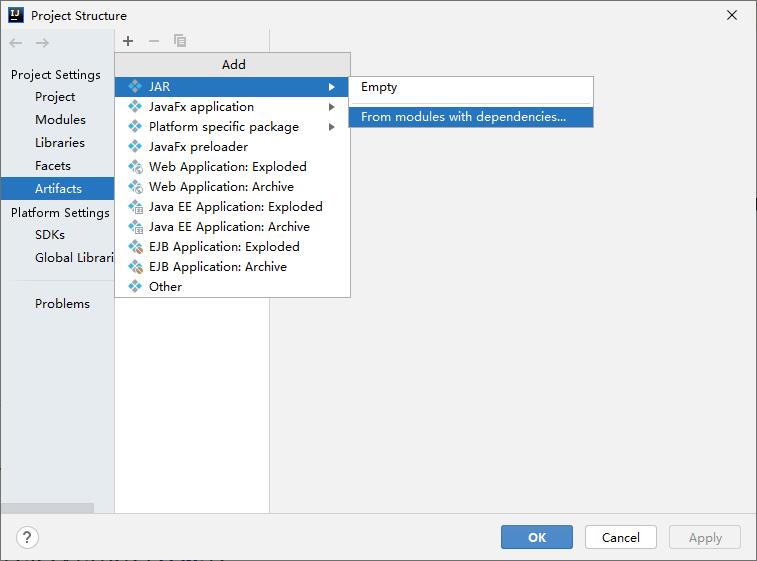 Project Structure
Project Settings
Project
Modules
Libraries
Facets
Artifacts
Platform Settings
SDKs
Global Librari
Problems
Add
JAR
JavaFx application
Platform specific package
JavaFx preloader
Web Application: Exploded
Web Application: Archive
Java EE Application: Exploded
Java EE Application: Archive
EJB Application: Exploded
EJB Application: Archive
Other
Empty
From modules with dependencies...
?
OK
Cancel
Apply